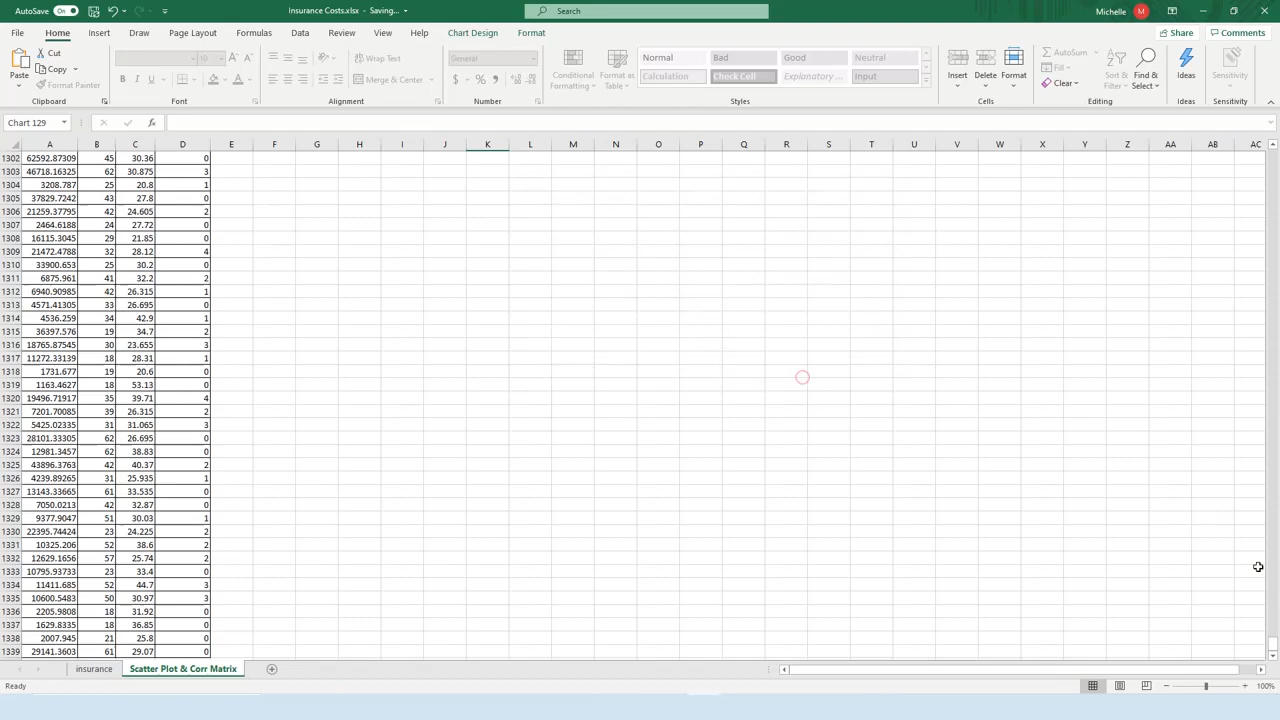 AutoSave On Insurance Costs.xlsx - Saving... Search Michelle M
File Home Insert Draw Page Layout Formulas Data Review View Help Chart Design Format Share Comments
Paste Cut Copy Format Painter Clipboard
10 B I U Font
Wrap Text Merge & Center Alignment
General $ % Number
Conditional Formatting Format as Table Normal Bad Good Neutral Calculation Check Cell Explanatory ... Input Styles
Insert Delete Format Cells
AutoSum Fill Clear Sort & Filter Find & Select Editing
Ideas Ideas
Sensitivity Sensitivity
Chart 129 fx
A B C D E F G H I J K L M N O P Q R S T U V W X Y Z AA AB AC
1302 62592.87309 45 30.36 0
1303 46718.16325 62 30.875 3
1304 3208.787 25 20.8 1
1305 37829.7242 43 27.8 0
1306 21259.37795 42 24.605 2
1307 2464.6188 24 27.72 0
1308 16115.3045 29 21.85 0
1309 21472.4788 32 28.12 4
1310 33900.653 25 30.2 0
1311 6875.961 41 32.2 2
1312 6940.90985 42 26.315 1
1313 4571.41305 33 26.695 0
1314 4536.259 34 42.9 1
1315 36397.576 19 34.7 2
1316 18765.87545 30 23.655 3
1317 11272.33139 18 28.31 1
1318 1731.677 19 20.6 0
1319 1163.4627 18 53.13 0
1320 19496.71917 35 39.71 4
1321 7201.70085 39 26.315 2
1322 5425.02335 31 31.065 3
1323 28101.33305 62 26.695 0
1324 12981.3457 62 38.83 0
1325 43896.3763 42 40.37 2
1326 4239.89265 31 25.935 1
1327 13143.33665 61 33.535 0
1328 7050.0213 42 32.87 0
1329 9377.9047 51 30.03 1
1330 22395.74424 23 24.225 2
1331 10325.206 52 38.6 2
1332 12629.1656 57 25.74 2
1333 10795.93733 23 33.4 0
1334 11411.685 52 44.7 3
1335 10600.5483 50 30.97 3
1336 2205.9808 18 31.92 0
1337 1629.8335 18 36.85 0
1338 2007.945 21 25.8 0
1339 29141.3603 61 29.07 0
insurance Scatter Plot & Corr Matrix
Ready 100%